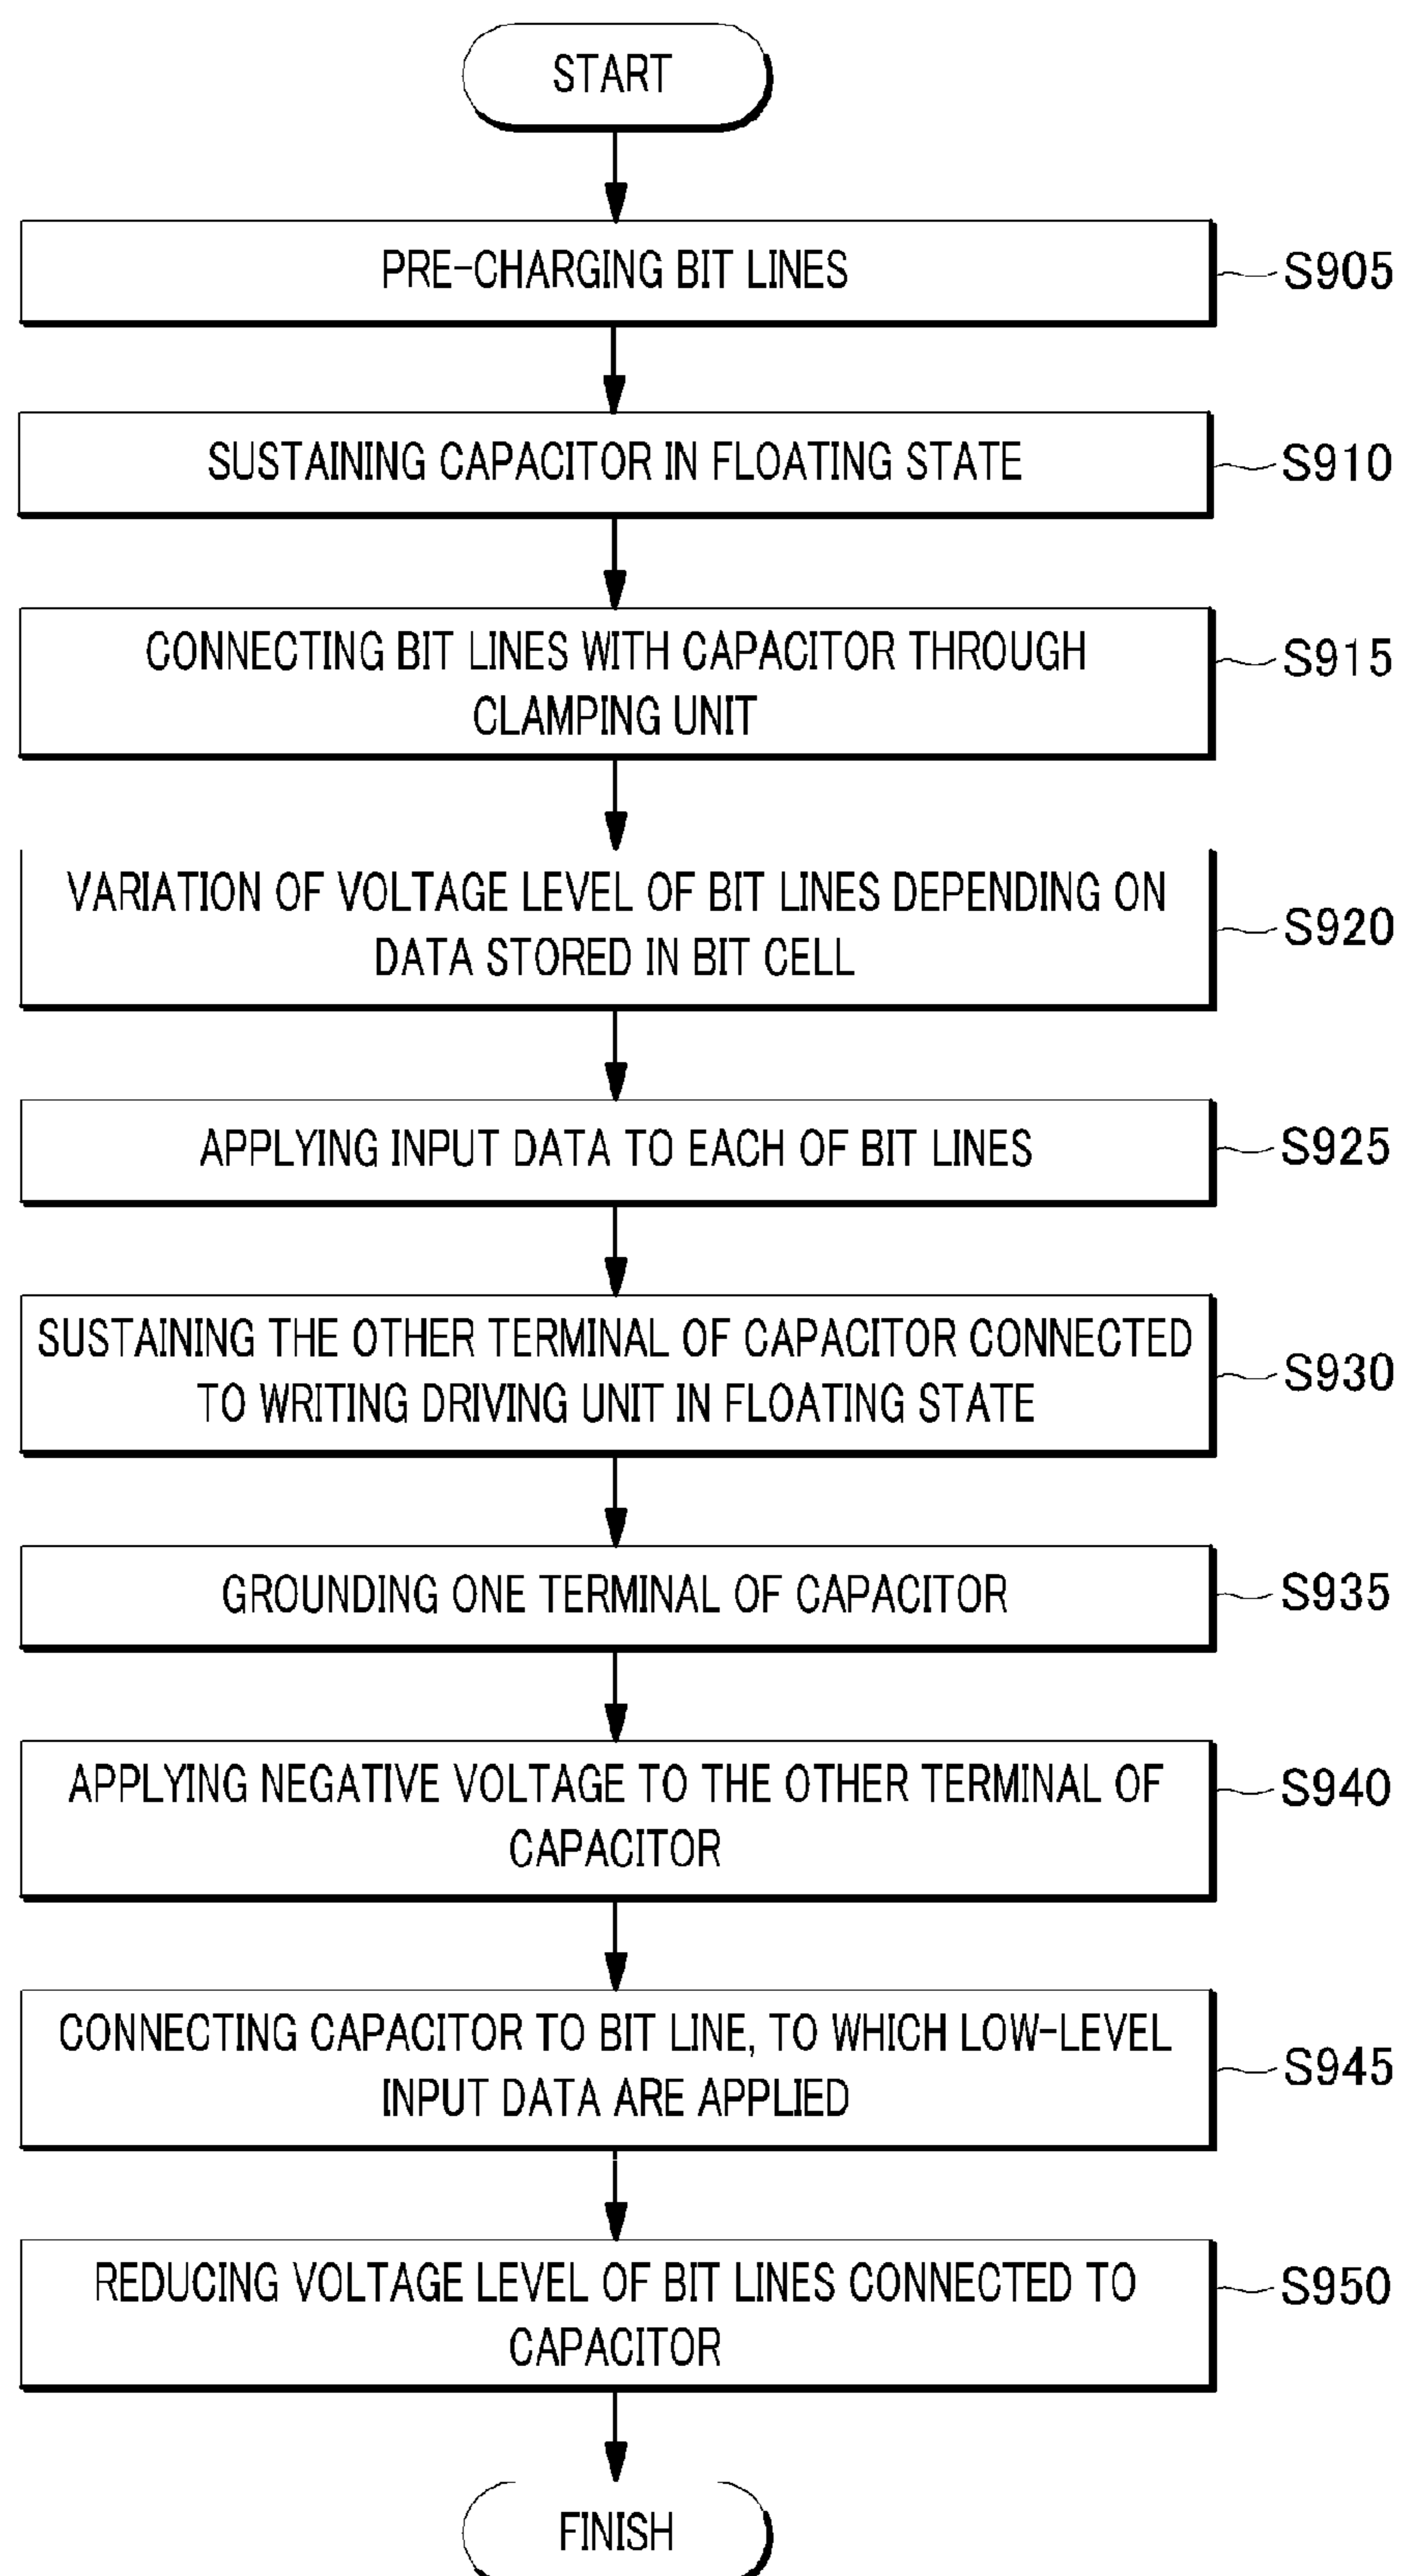 START
PRE-CHARGING BIT LINES
S905
SUSTAINING CAPACITOR IN FLOATING STATE
S910
CONNECTING BIT LINES WITH CAPACITOR THROUGH
CLAMPING UNIT
S915
VARIATION OF VOLTAGE LEVEL OF BIT LINES DEPENDING ON
DATA STORED IN BIT CELL
S920
APPLYING INPUT DATA TO EACH OF BIT LINES
S925
SUSTAINING THE OTHER TERMINAL OF CAPACITOR CONNECTED
TO WRITING DRIVING UNIT IN FLOATING STATE
S930
GROUNDING ONE TERMINAL OF CAPACITOR
S935
APPLYING NEGATIVE VOLTAGE TO THE OTHER TERMINAL OF
CAPACITOR
S940
CONNECTING CAPACITOR TO BIT LINE, TO WHICH LOW-LEVEL
INPUT DATA ARE APPLIED
S945
REDUCING VOLTAGE LEVEL OF BIT LINES CONNECTED TO
CAPACITOR
S950
FINISH